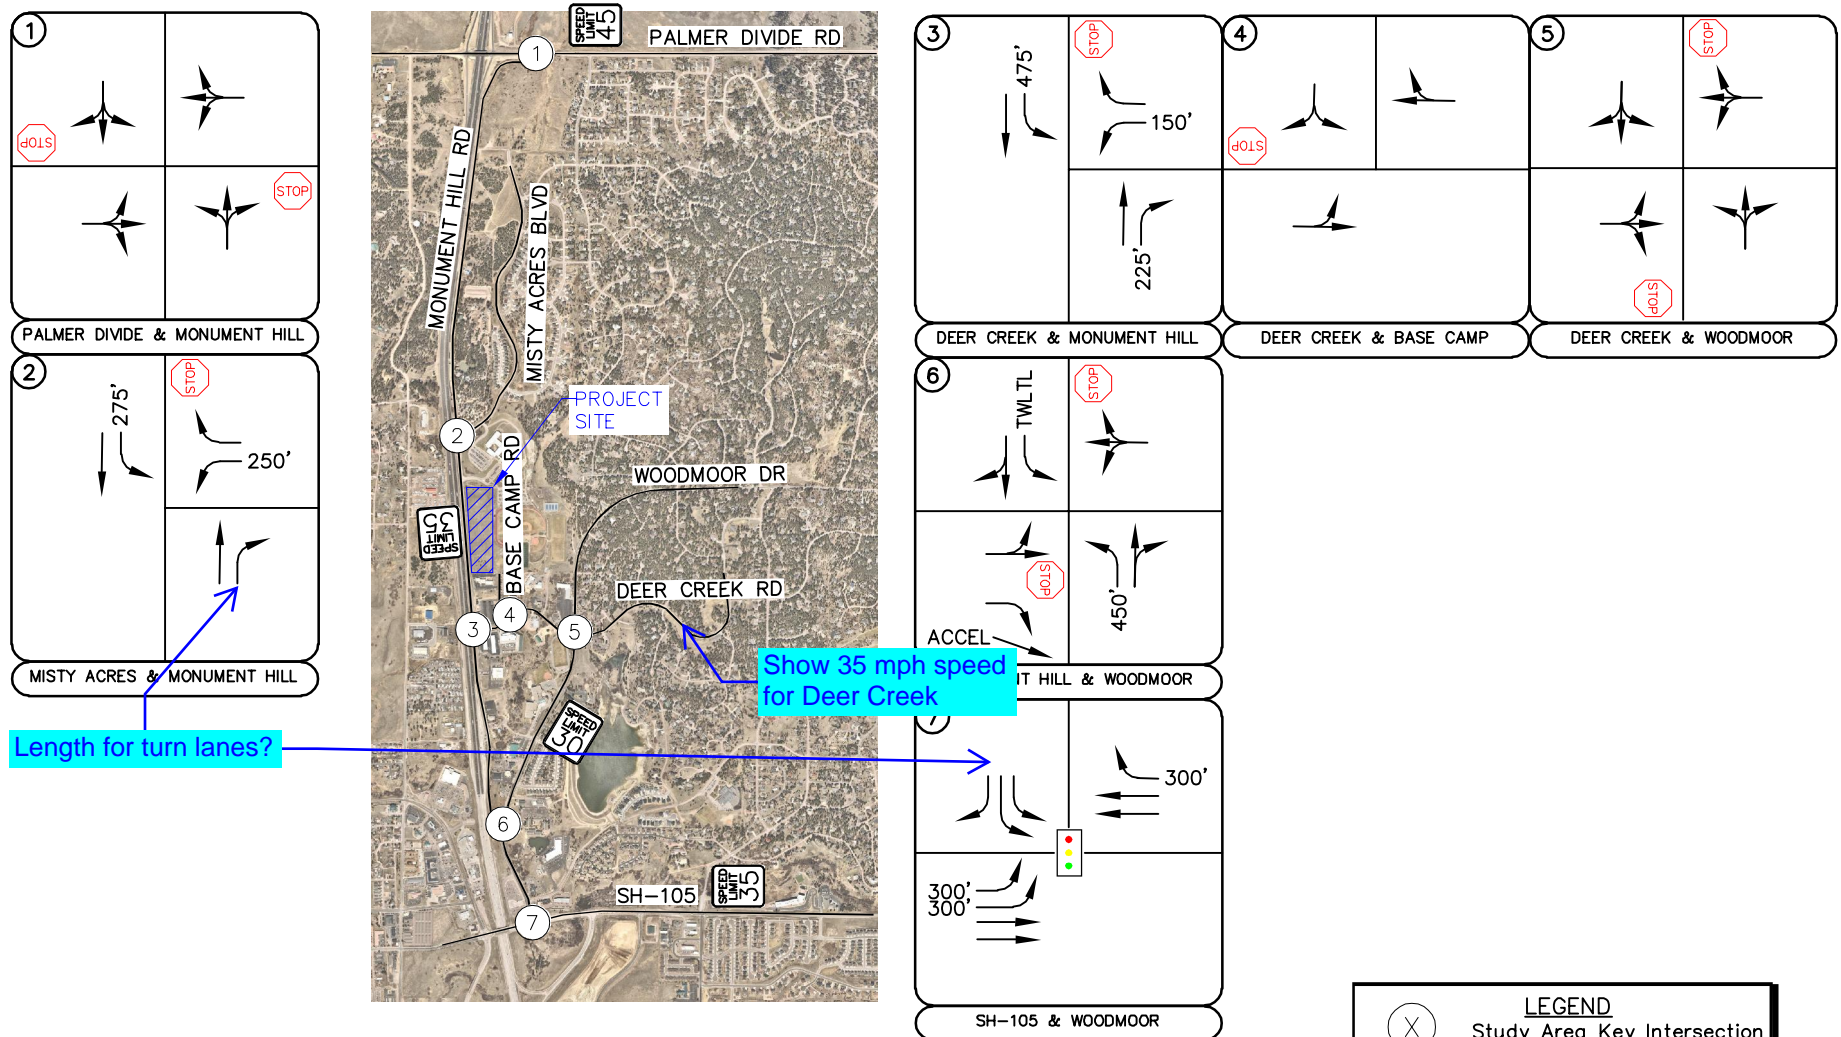 1
STOP
STOP
PALMER DIVIDE & MONUMENT HILL
2
275'
STOP
250'
MISTY ACRES & MONUMENT HILL
Length for turn lanes?
SPEED
LIMIT
45
1
PALMER DIVIDE RD
MONUMENT HILL RD
MISTY ACRES BLVD
2
PROJECT
SITE
BASE CAMP RD
WOODMOOR DR
SPEED
LIMIT
35
DEER CREEK RD
3
4
5
Show 35 mph speed
for Deer Creek
SPEED
LIMIT
30
6
SH-105
SPEED
LIMIT
35
7
3
475'
STOP
150'
225'
DEER CREEK & MONUMENT HILL
4
STOP
DEER CREEK & BASE CAMP
5
STOP
STOP
DEER CREEK & WOODMOOR
6
TWLTL
STOP
STOP
ACCEL
450'
NT HILL & WOODMOOR
300'
300'
300'
SH-105 & WOODMOOR
LEGEND
X
Study Area Key Intersection